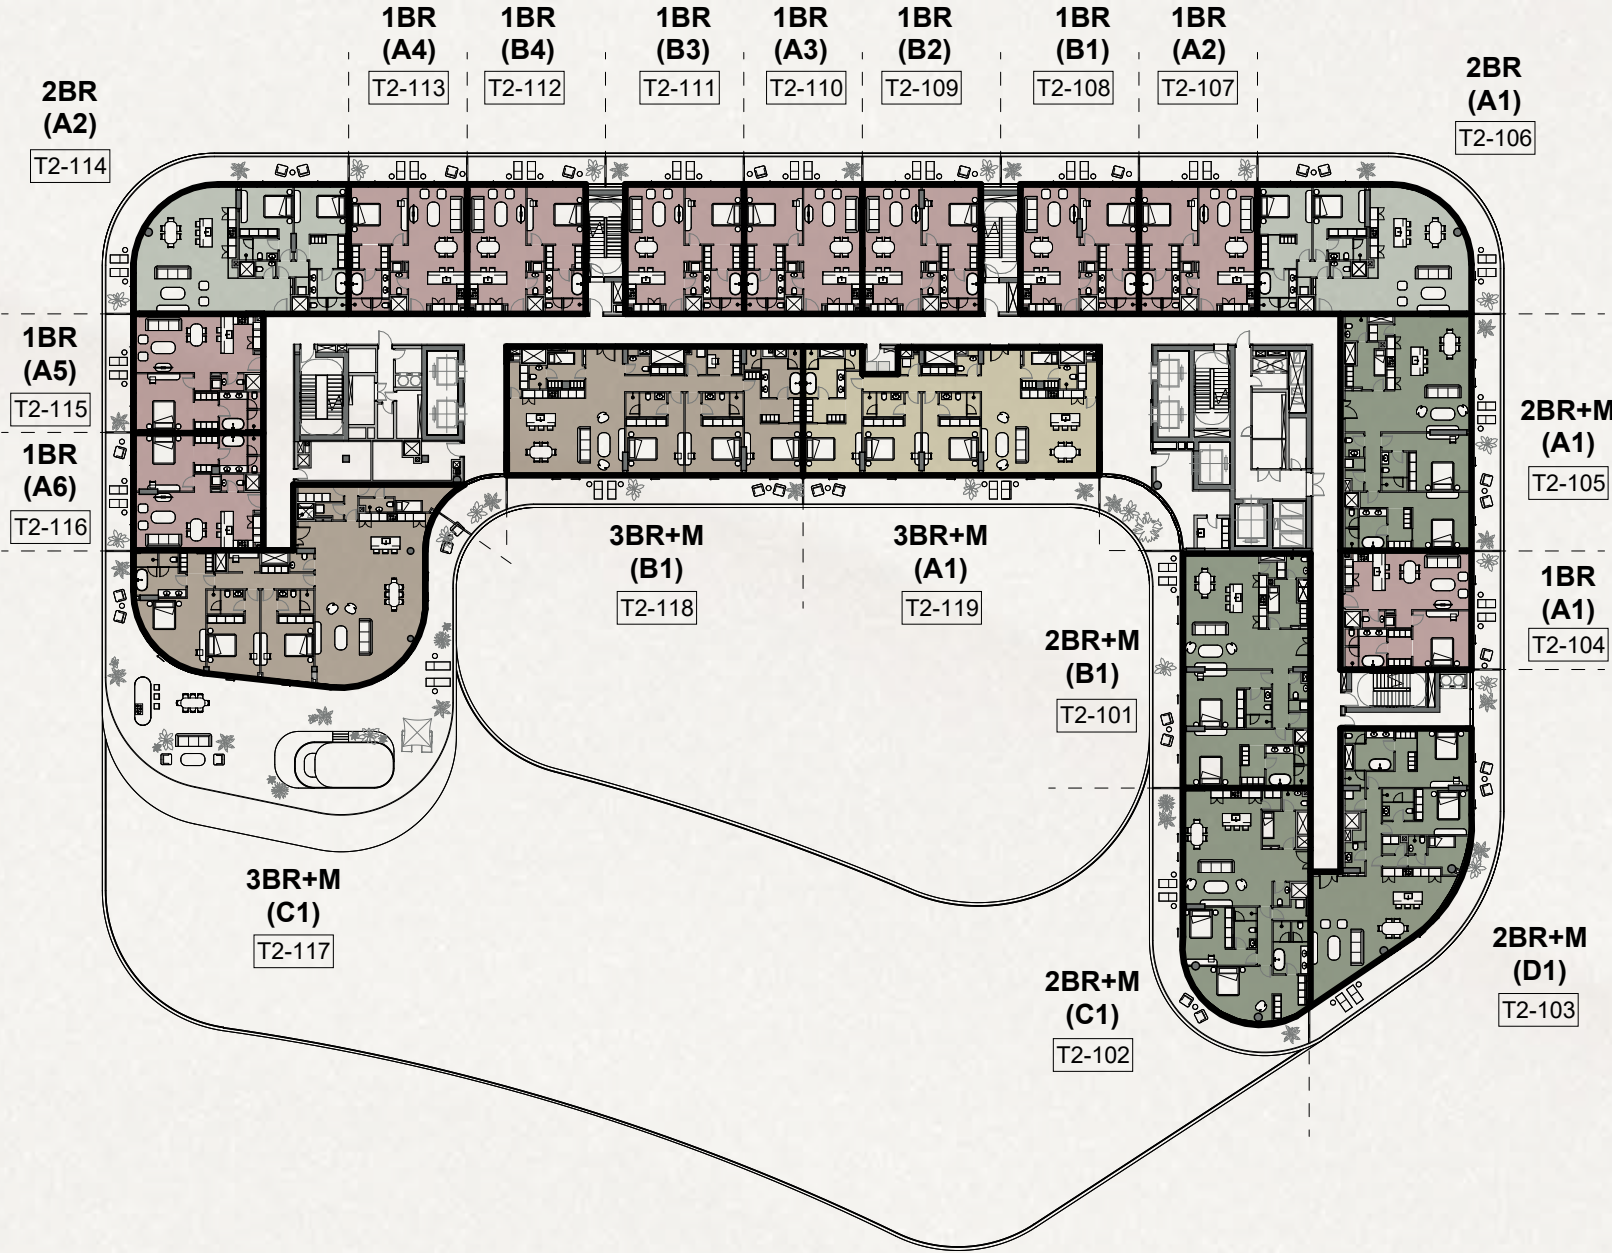 1BR
(A4)
T2-113
1BR
(B4)
T2-112
1BR
(B3)
T2-111
1BR
(A3)
T2-110
1BR
(B2)
T2-109
1BR
(B1)
T2-108
1BR
(A2)
T2-107
2BR
(A1)
T2-106
2BR
(A2)
T2-114
1BR
(A5)
T2-115
1BR
(A6)
T2-116
2BR+M
(A1)
T2-105
1BR
(A1)
T2-104
3BR+M
(B1)
T2-118
3BR+M
(A1)
T2-119
2BR+M
(B1)
T2-101
3BR+M
(C1)
T2-117
2BR+M
(C1)
T2-102
2BR+M
(D1)
T2-103